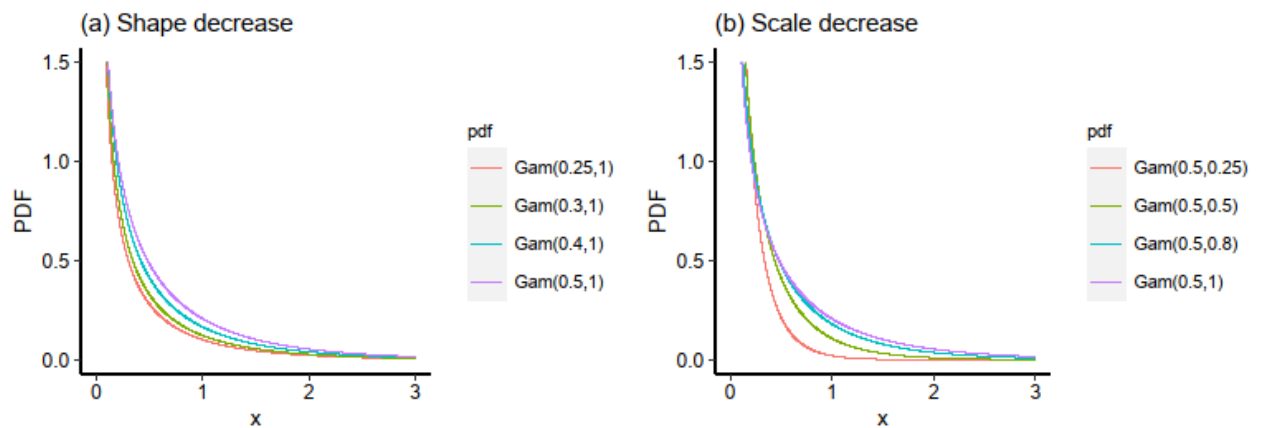 (a) Shape decrease
1.5
1.0
0.5
0.0
PDF
0 1 2 3
x
pdf
Gam(0.25,1)
Gam(0.3,1)
Gam(0.4,1)
Gam(0.5,1)
(b) Scale decrease
1.5
1.0
0.5
0.0
PDF
0 1 2 3
x
pdf
Gam(0.5,0.25)
Gam(0.5,0.5)
Gam(0.5,0.8)
Gam(0.5,1)